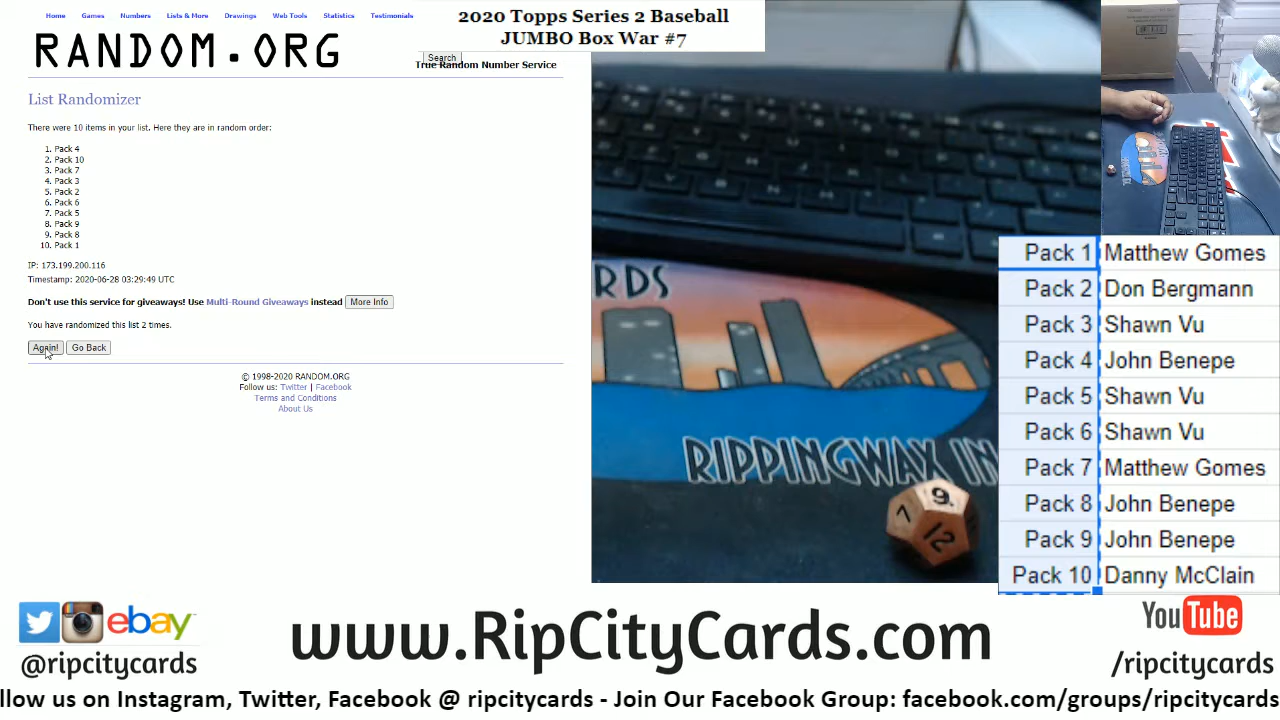 Home Games Numbers Lists & More Drawings Web Tools Statistics Testimonials
RANDOM.ORG
Search
True Random Number Service
2020 Topps Series 2 Baseball
JUMBO Box War #7
List Randomizer
There were 10 items in your list. Here they are in random order:
1. Pack 4
2. Pack 10
3. Pack 7
4. Pack 3
5. Pack 2
6. Pack 6
7. Pack 5
8. Pack 9
9. Pack 8
10. Pack 1
IP: 173.199.200.116
Timestamp: 2020-06-28 03:29:49 UTC
Don't use this service for giveaways! Use Multi-Round Giveaways instead More Info
You have randomized this list 2 times.
Again! Go Back
© 1998-2020 RANDOM.ORG
Follow us: Twitter | Facebook
Terms and Conditions
About Us
RDS
RIPPINGWAX IN
9.
7
12
Pack 1 Matthew Gomes
Pack 2 Don Bergmann
Pack 3 Shawn Vu
Pack 4 John Benepe
Pack 5 Shawn Vu
Pack 6 Shawn Vu
Pack 7 Matthew Gomes
Pack 8 John Benepe
Pack 9 John Benepe
Pack 10 Danny McClain
ebay™
@ripcitycards
www.RipCityCards.com
YouTube
/ripcitycards
llow us on Instagram, Twitter, Facebook @ ripcitycards - Join Our Facebook Group: facebook.com/groups/ripcitycards